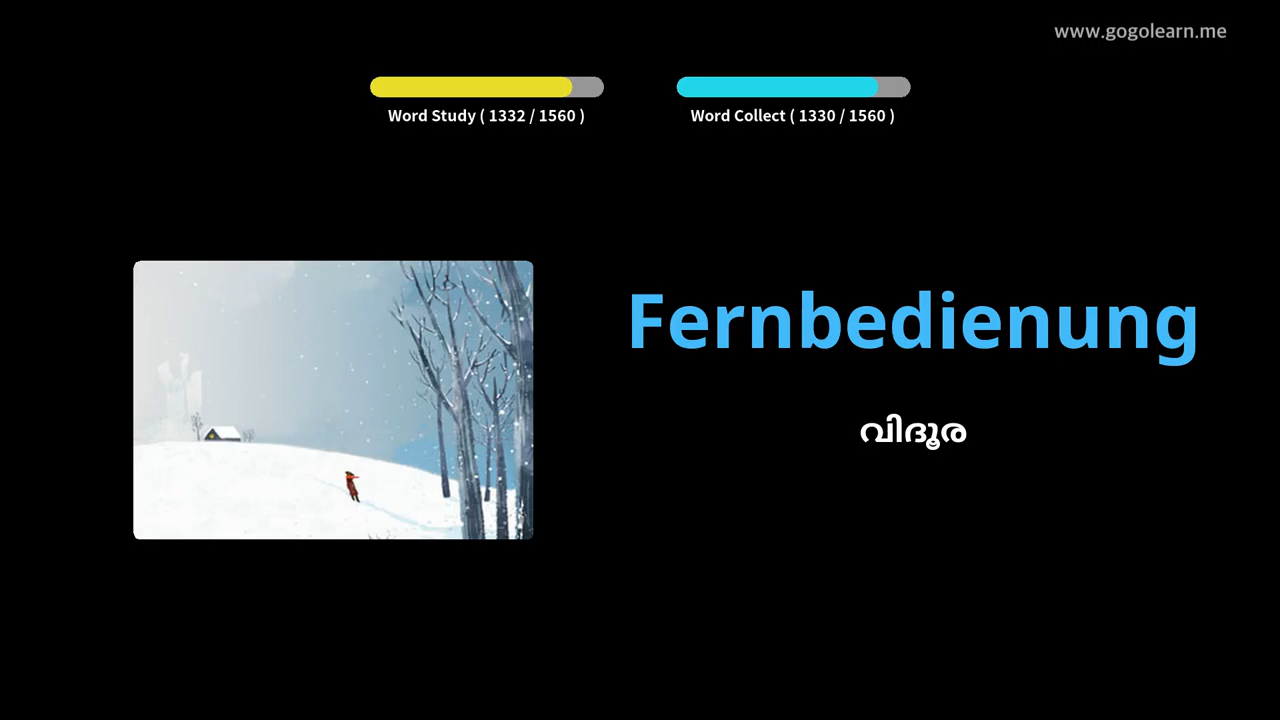 www.gogolearn.me
Word Study ( 1332 / 1560 )
Word Collect ( 1330 / 1560 )
Fernbedienung
വിദൂര